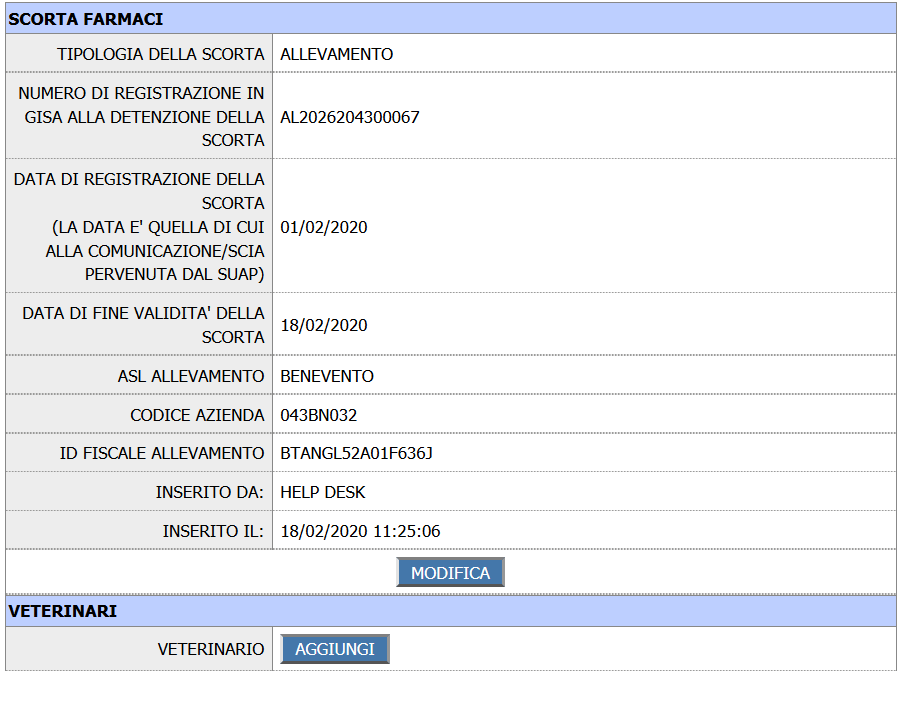 SCORTA FARMACI
TIPOLOGIA DELLA SCORTA ALLEVAMENTO
NUMERO DI REGISTRAZIONE IN
GISA ALLA DETENZIONE DELLA
SCORTA
AL2026204300067
DATA DI REGISTRAZIONE DELLA
SCORTA
(LA DATA E' QUELLA DI CUI
ALLA COMUNICAZIONE/SCIA
PERVENUTA DAL SUAP)
01/02/2020
DATA DI FINE VALIDITA' DELLA
SCORTA
18/02/2020
ASL ALLEVAMENTO BENEVENTO
CODICE AZIENDA 043BN032
ID FISCALE ALLEVAMENTO BTANGL52A01F636J
INSERITO DA: HELP DESK
INSERITO IL: 18/02/2020 11:25:06
MODIFICA
VETERINARI
VETERINARIO AGGIUNGI